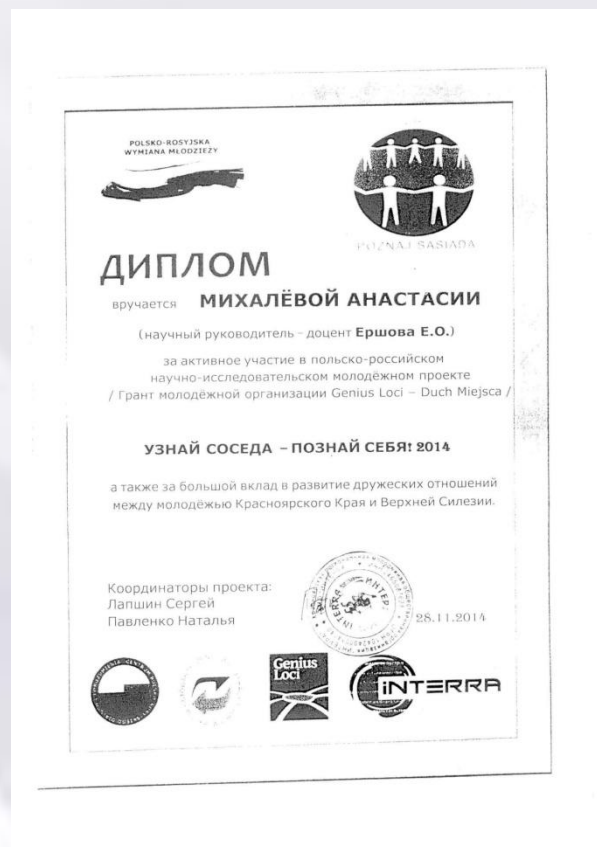 POLSKO-ROSYJSKA
WYMIANA MŁODZIEŻY
POZNAJ SĄSIADA
ДИПЛОМ
вручается МИХАЛЁВОЙ АНАСТАСИИ
(научный руководитель - доцент Ершова Е.О.)
за активное участие в польско-российском
научно-исследовательском молодёжном проекте
/ Грант молодёжной организации Genius Loci – Duch Miejsca /
УЗНАЙ СОСЕДА – ПОЗНАЙ СЕБЯ! 2014
а также за большой вклад в развитие дружеских отношений
между молодёжью Красноярского Края и Верхней Силезии.
Координаторы проекта:
Лапшин Сергей
Павленко Наталья
INTERRA
28.11.2014
Genius
Loci
iNTERRA